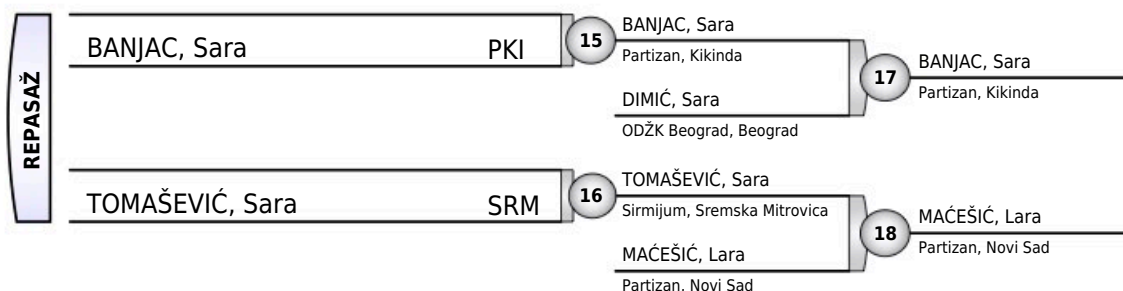 REPASAŽ
BANJAC, Sara PKI
15
BANJAC, Sara
Partizan, Kikinda
DIMIĆ, Sara
ODŽK Beograd, Beograd
17
BANJAC, Sara
Partizan, Kikinda
TOMAŠEVIĆ, Sara SRM
16
TOMAŠEVIĆ, Sara
Sirmijum, Sremska Mitrovica
MAĆEŠIĆ, Lara
Partizan, Novi Sad
18
MAĆEŠIĆ, Lara
Partizan, Novi Sad